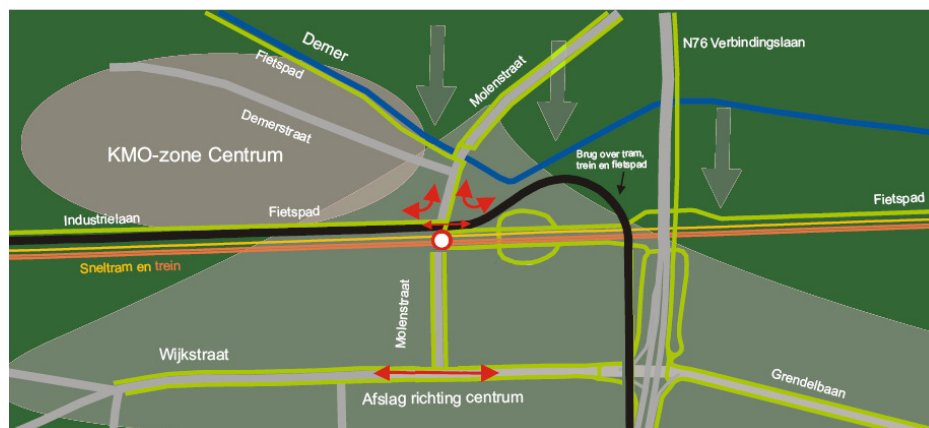 Demer
Fietspad
Molenstraat
N76 Verbindingslaan
Demerstraat
KMO-zone Centrum
Brug over tram,
trein en fietspad
Industrielaan
Fietspad
Fietspad
Sneltram en trein
Molenstraat
Wijkstraat
Grendelbaan
Afslag richting centrum